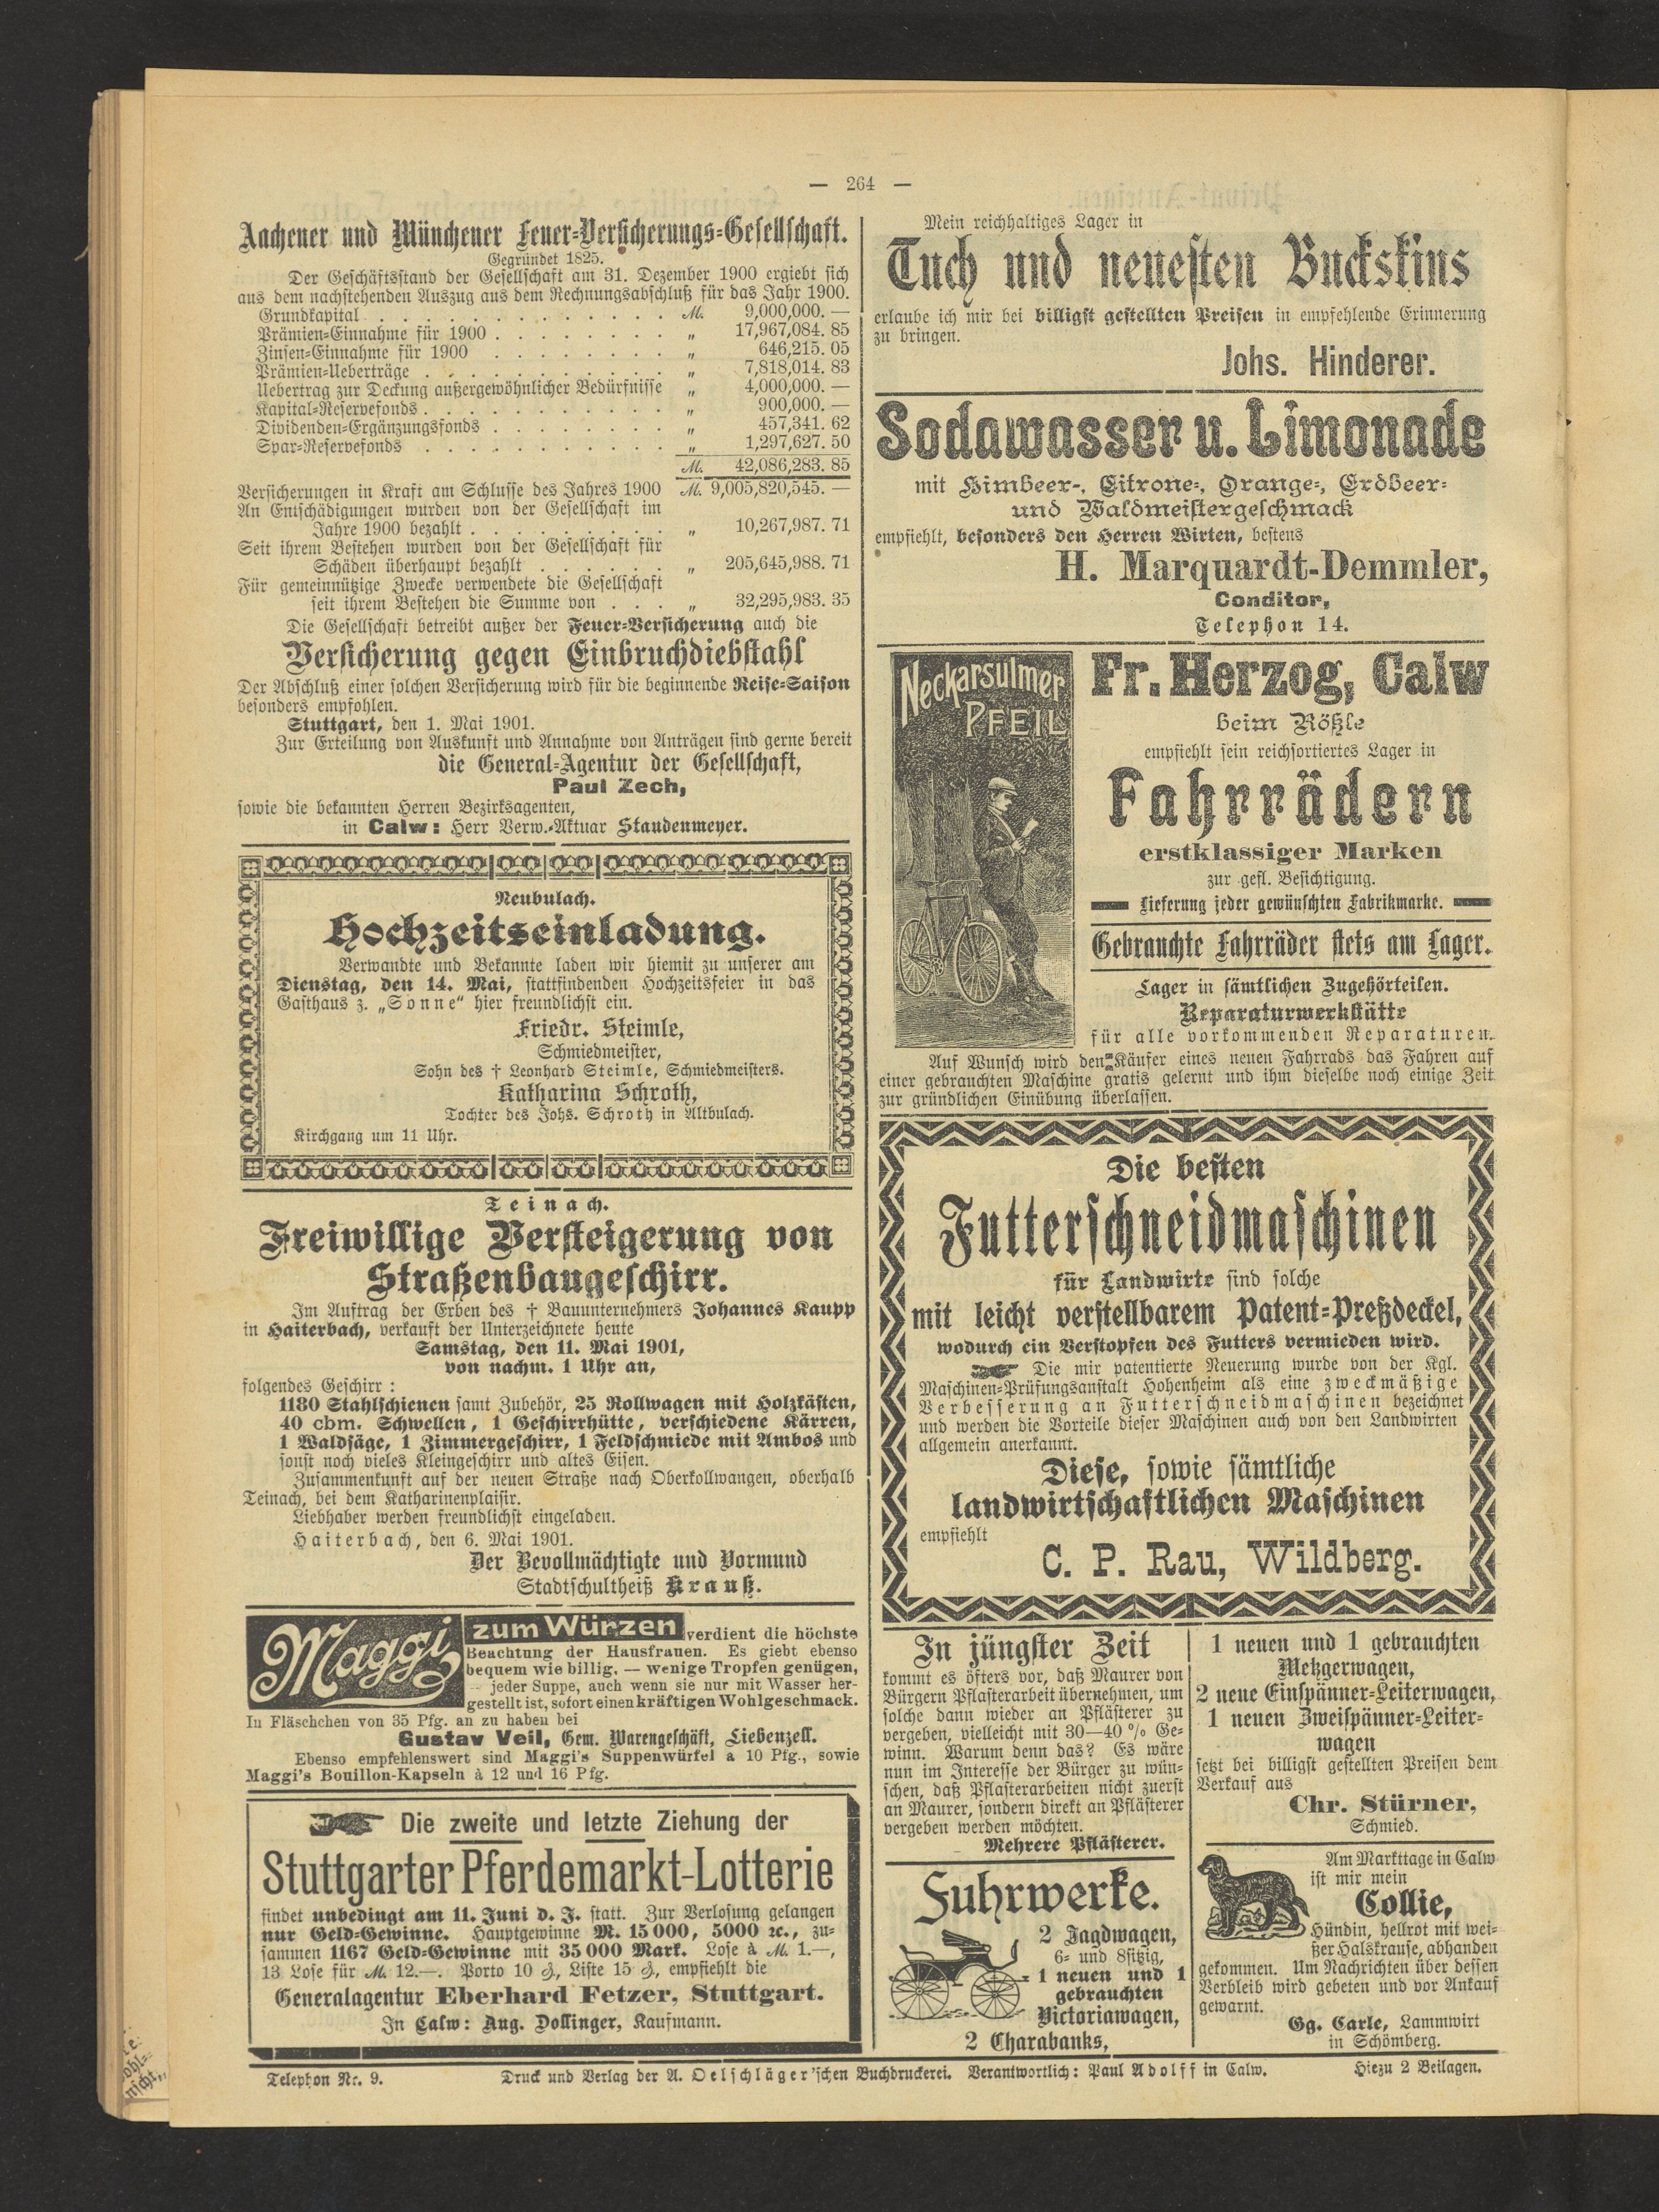 — 264 —
Aachener und Münchener Feuer-Versicherungs-Gesellschaft.
Gegründet 1825.
Der Geschäftsstand der Gesellschaft am 31. Dezember 1900 ergiebt sich
aus dem nachstehenden Auszug aus dem Rechnungsabschluß für das Jahr 1900.
Grundkapital . . . . . . . . . . . . . M. 9,000,000. —
Prämien-Einnahme für 1900 . . . . . . . . „ 17,967,084. 85
Zinsen-Einnahme für 1900 . . . . . . . . „ 646,215. 05
Prämien-Ueberträge . . . . . . . . . . . „ 7,818,014. 83
Uebertrag zur Deckung außergewöhnlicher Bedürfnisse „ 4,000,000. —
Kapital-Reservefonds . . . . . . . . . . . „ 900,000. —
Dividenden-Ergänzungsfonds . . . . . . . . „ 457,341. 62
Spar-Reservefonds . . . . . . . . . . . „ 1,297,627. 50
M. 42,086,283. 85
Versicherungen in Kraft am Schlusse des Jahres 1900 M. 9,005,820,545. —
An Entschädigungen wurden von der Gesellschaft im
Jahre 1900 bezahlt . . . . . . . . . „ 10,267,987. 71
Seit ihrem Bestehen wurden von der Gesellschaft für
Schäden überhaupt bezahlt . . . . . . „ 205,645,988. 71
Für gemeinnützige Zwecke verwendete die Gesellschaft
seit ihrem Bestehen die Summe von . . . „ 32,295,983. 35
Die Gesellschaft betreibt außer der Feuer-Versicherung auch die
Versicherung gegen Einbruchdiebstahl
Der Abschluß einer solchen Versicherung wird für die beginnende Reise-Saison
besonders empfohlen.
Stuttgart, den 1. Mai 1901.
Zur Erteilung von Auskunft und Annahme von Anträgen sind gerne bereit
die General-Agentur der Gesellschaft,
Paul Zech,
sowie die bekannten Herren Bezirksagenten,
in Calw: Herr Verw.-Aktuar Staudenmeyer.
Neubulach.
Hochzeitseinladung.
Verwandte und Bekannte laden wir hiemit zu unserer am
Dienstag, den 14. Mai, stattfindenden Hochzeitsfeier in das
Gasthaus z. „Sonne“ hier freundlichst ein.
Friedr. Steimle,
Schmiedmeister,
Sohn des † Leonhard Steimle, Schmiedmeisters.
Katharina Schroth,
Tochter des Johs. Schroth in Altbulach.
Kirchgang um 11 Uhr.
Teinach.
Freiwillige Versteigerung von
Straßenbaugeschirr.
Im Auftrag der Erben des † Bauunternehmers Johannes Kaupp
in Haiterbach, verkauft der Unterzeichnete heute
Samstag, den 11. Mai 1901,
von nachm. 1 Uhr an,
folgendes Geschirr :
1180 Stahlschienen samt Zubehör, 25 Rollwagen mit Holzkästen,
40 cbm. Schwellen, 1 Geschirrhütte, verschiedene Kärren,
1 Waldsäge, 1 Zimmergeschirr, 1 Feldschmiede mit Ambos und
sonst noch vieles Kleingeschirr und altes Eisen.
Zusammenkunft auf der neuen Straße nach Oberkollwangen, oberhalb
Teinach, bei dem Katharinenplaisir.
Liebhaber werden freundlichst eingeladen.
Haiterbach, den 6. Mai 1901.
Der Bevollmächtigte und Vormund
Stadtschultheiß Krauß.
Maggi zum Würzen verdient die höchste
Beachtung der Hausfrauen. Es giebt ebenso
bequem wie billig, — wenige Tropfen genügen,
— jeder Suppe, auch wenn sie nur mit Wasser her-
gestellt ist, sofort einen kräftigen Wohlgeschmack.
In Fläschchen von 35 Pfg. an zu haben bei
Gustav Veil, Gem. Warengeschäft, Liebenzell.
Ebenso empfehlenswert sind Maggi's Suppenwürfel a 10 Pfg., sowie
Maggi's Bouillon-Kapseln à 12 und 16 Pfg.
Die zweite und letzte Ziehung der
Stuttgarter Pferdemarkt-Lotterie
findet unbedingt am 11. Juni d. J. statt. Zur Verlosung gelangen
nur Geld-Gewinne. Hauptgewinne M. 15 000, 5000 ꝛc., zu-
sammen 1167 Geld-Gewinne mit 35 000 Mark. Lose à M. 1.—,
13 Lose für M. 12.—. Porto 10 ₰, Liste 15 ₰, empfiehlt die
Generalagentur Eberhard Fetzer, Stuttgart.
In Calw: Aug. Dollinger, Kaufmann.
Mein reichhaltiges Lager in
Tuch und neuesten Buckskins
erlaube ich mir bei billigst gestellten Preisen in empfehlende Erinnerung
zu bringen.
Johs. Hinderer.
Sodawasser u. Limonade
mit Himbeer-, Citrone-, Orange-, Erdbeer-
und Waldmeistergeschmack
empfiehlt, besonders den Herren Wirten, bestens
H. Marquardt-Demmler,
Conditor,
Telephon 14.
Neckarsulmer
PFEIL
Fr. Herzog, Calw
beim Rößle
empfiehlt sein reichsortiertes Lager in
Fahrrädern
erstklassiger Marken
zur gefl. Besichtigung.
Lieferung jeder gewünschten Fabrikmarke.
Gebrauchte Fahrräder stets am Lager.
Lager in sämtlichen Zugehörteilen.
Reparaturwerkstätte
für alle vorkommenden Reparaturen.
Auf Wunsch wird den Käufer eines neuen Fahrrads das Fahren auf
einer gebrauchten Maschine gratis gelernt und ihm dieselbe noch einige Zeit
zur gründlichen Einübung überlassen.
Die besten
Futterschneidmaschinen
für Landwirte sind solche
mit leicht verstellbarem Patent-Preßdeckel,
wodurch ein Verstopfen des Futters vermieden wird.
Die mir patentierte Neuerung wurde von der Kgl.
Maschinen-Prüfungsanstalt Hohenheim als eine zweckmäßige
Verbesserung an Futterschneidmaschinen bezeichnet
und werden die Vorteile dieser Maschinen auch von den Landwirten
allgemein anerkannt.
Diese, sowie sämtliche
landwirtschaftlichen Maschinen
empfiehlt
C. P. Rau, Wildberg.
In jüngster Zeit
kommt es öfters vor, daß Maurer von
Bürgern Pflasterarbeit übernehmen, um
solche dann wieder an Pflästerer zu
vergeben, vielleicht mit 30—40 % Ge-
winn. Warum denn das? Es wäre
nun im Interesse der Bürger zu wün-
schen, daß Pflasterarbeiten nicht zuerst
an Maurer, sondern direkt an Pflästerer
vergeben werden möchten.
Mehrere Pflästerer.
Fuhrwerke.
2 Jagdwagen,
6- und 8sitzig,
1 neuen und 1
gebrauchten
Victoriawagen,
2 Charabanks,
1 neuen und 1 gebrauchten
Metzgerwagen,
2 neue Einspänner-Leiterwagen,
1 neuen Zweispänner-Leiter-
wagen
setzt bei billigst gestellten Preisen dem
Verkauf aus
Chr. Stürner,
Schmied.
Am Markttage in Calw
ist mir mein
Collie,
Hündin, hellrot mit wei-
ßer Halskrause, abhanden
gekommen. Um Nachrichten über dessen
Verbleib wird gebeten und vor Ankauf
gewarnt.
Gg. Carle, Lammwirt
in Schömberg.
Telephon Nr. 9. Druck und Verlag der A. Oelschläger'schen Buchdruckerei. Verantwortlich: Paul Adolff in Calw. Hiezu 2 Beilagen.